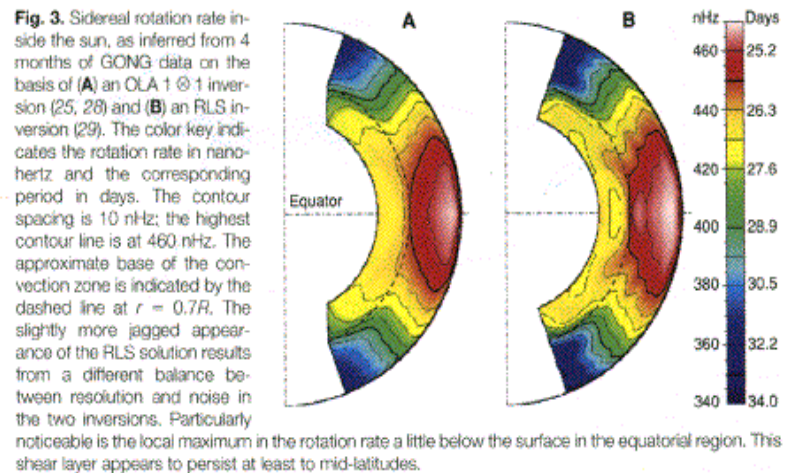 Fig. 3. Sidereal rotation rate in-
side the sun, as inferred from 4
months of GONG data on the
basis of (A) an OLA 1 ⊗ 1 inver-
sion (25, 28) and (B) an RLS in-
version (29). The color key indi-
cates the rotation rate in nano-
hertz and the corresponding
period in days. The contour
spacing is 10 nHz; the highest
contour line is at 460 nHz. The
approximate base of the con-
vection zone is indicated by the
dashed line at r = 0.7R. The
slightly more jagged appear-
ance of the RLS solution results
from a different balance be-
tween resolution and noise in
the two inversions. Particularly
noticeable is the local maximum in the rotation rate a little below the surface in the equatorial region. This
shear layer appears to persist at least to mid-latitudes.
A
Equator
B
nHz Days
460 25.2
440 26.3
420 27.6
400 28.9
380 30.5
360 32.2
340 34.0